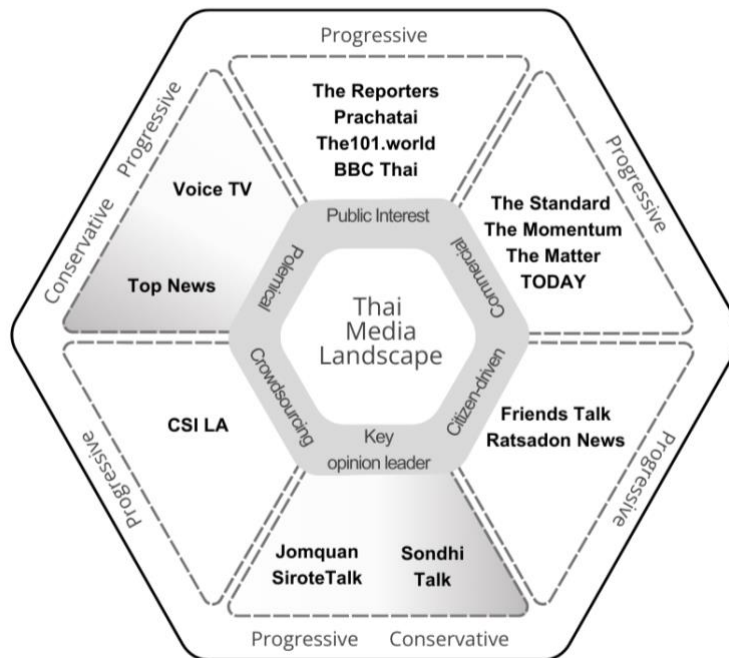 Progressive
The Reporters
Prachatai
The101.world
BBC Thai
Public Interest
Progressive
The Standard
The Momentum
The Matter
TODAY
Commercial
Progressive
Conservative
Voice TV
Top News
Polemical
Thai
Media
Landscape
Crowdsourcing
CSI LA
Progressive
Citizen-driven
Friends Talk
Ratsadon News
Progressive
Key
opinion leader
Jomquan
SiroteTalk
Sondhi
Talk
Progressive
Conservative